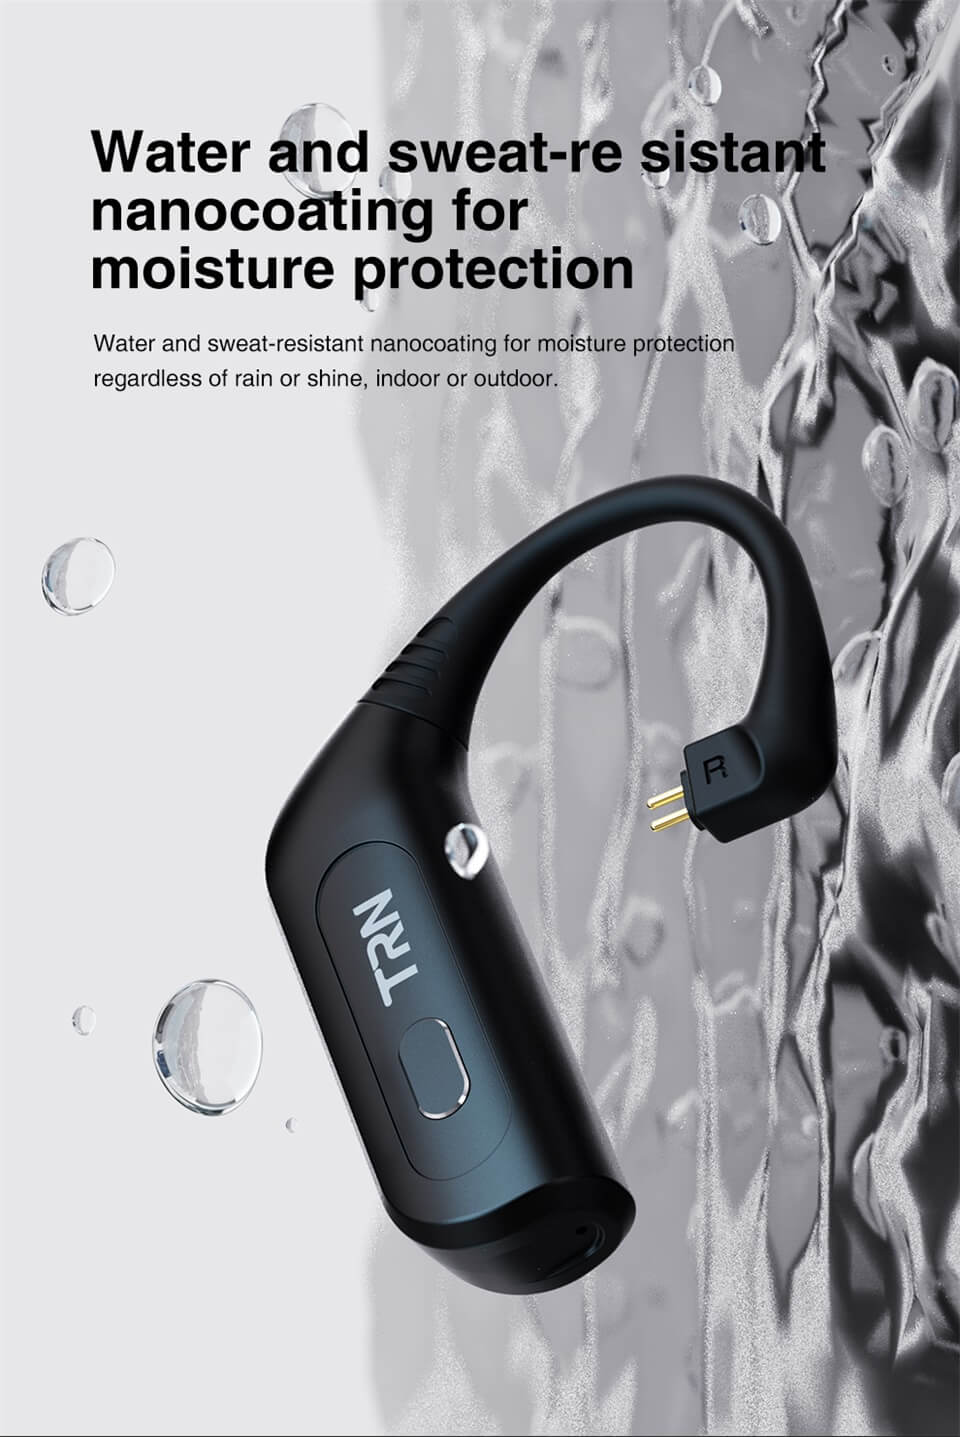 Water and sweat-re sistant
nanocoating for
moisture protection
Water and sweat-resistant nanocoating for moisture protection
regardless of rain or shine, indoor or outdoor.
R
TRN